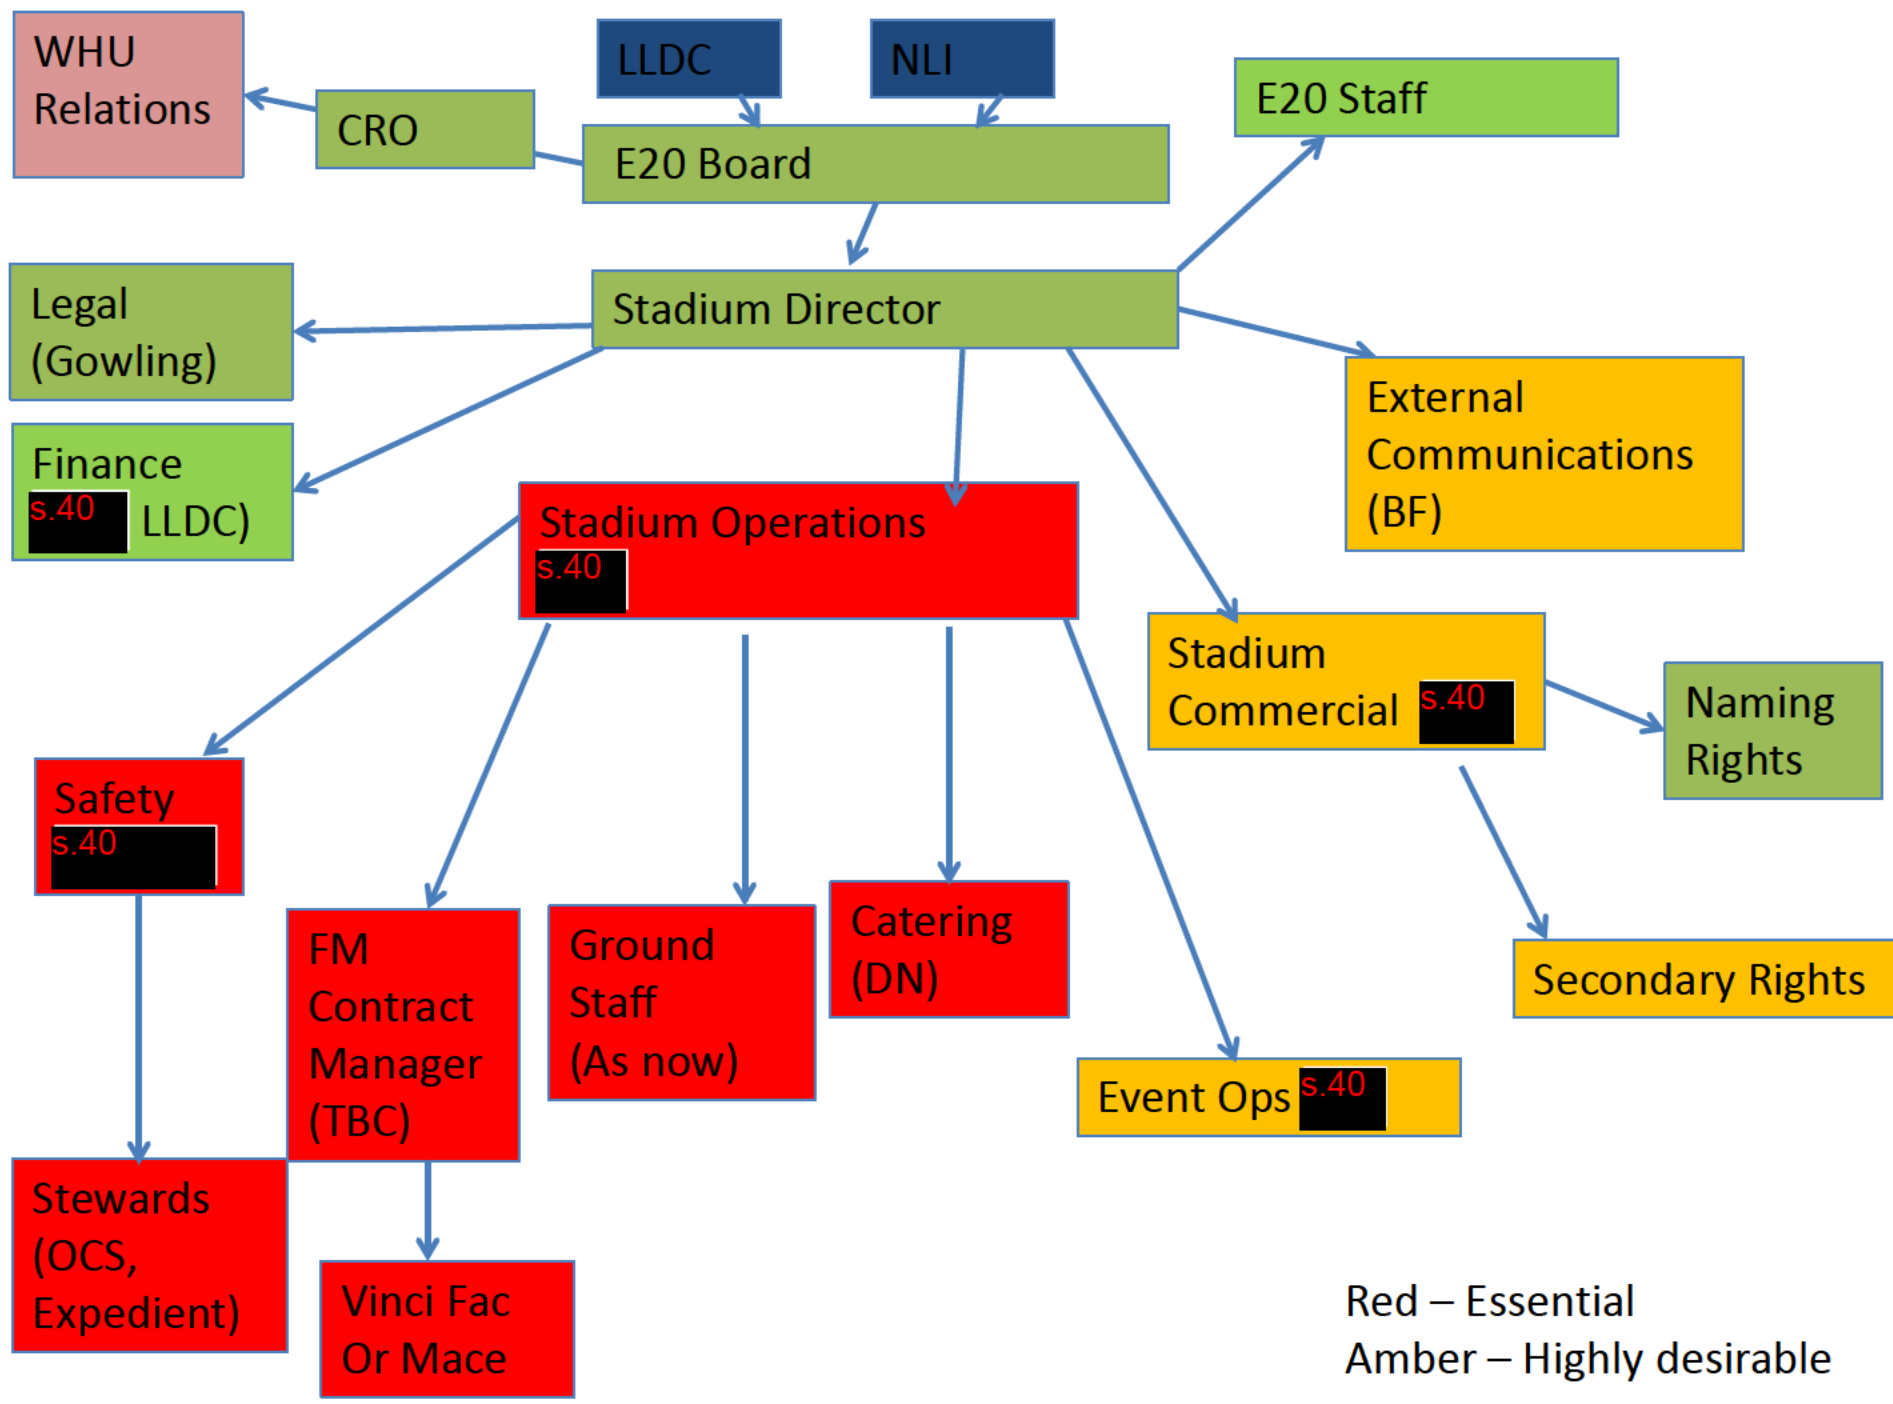 WHU
Relations
CRO
LLDC
NLI
E20 Board
E20 Staff
Legal
(Gowling)
Stadium Director
External
Communications
(BF)
Finance
s.40 LLDC)
Stadium Operations
s.40
Stadium
Commercial s.40
Naming
Rights
Safety
s.40
FM
Contract
Manager
(TBC)
Ground
Staff
(As now)
Catering
(DN)
Secondary Rights
Event Ops s.40
Stewards
(OCS,
Expedient)
Vinci Fac
Or Mace
Red – Essential
Amber – Highly desirable